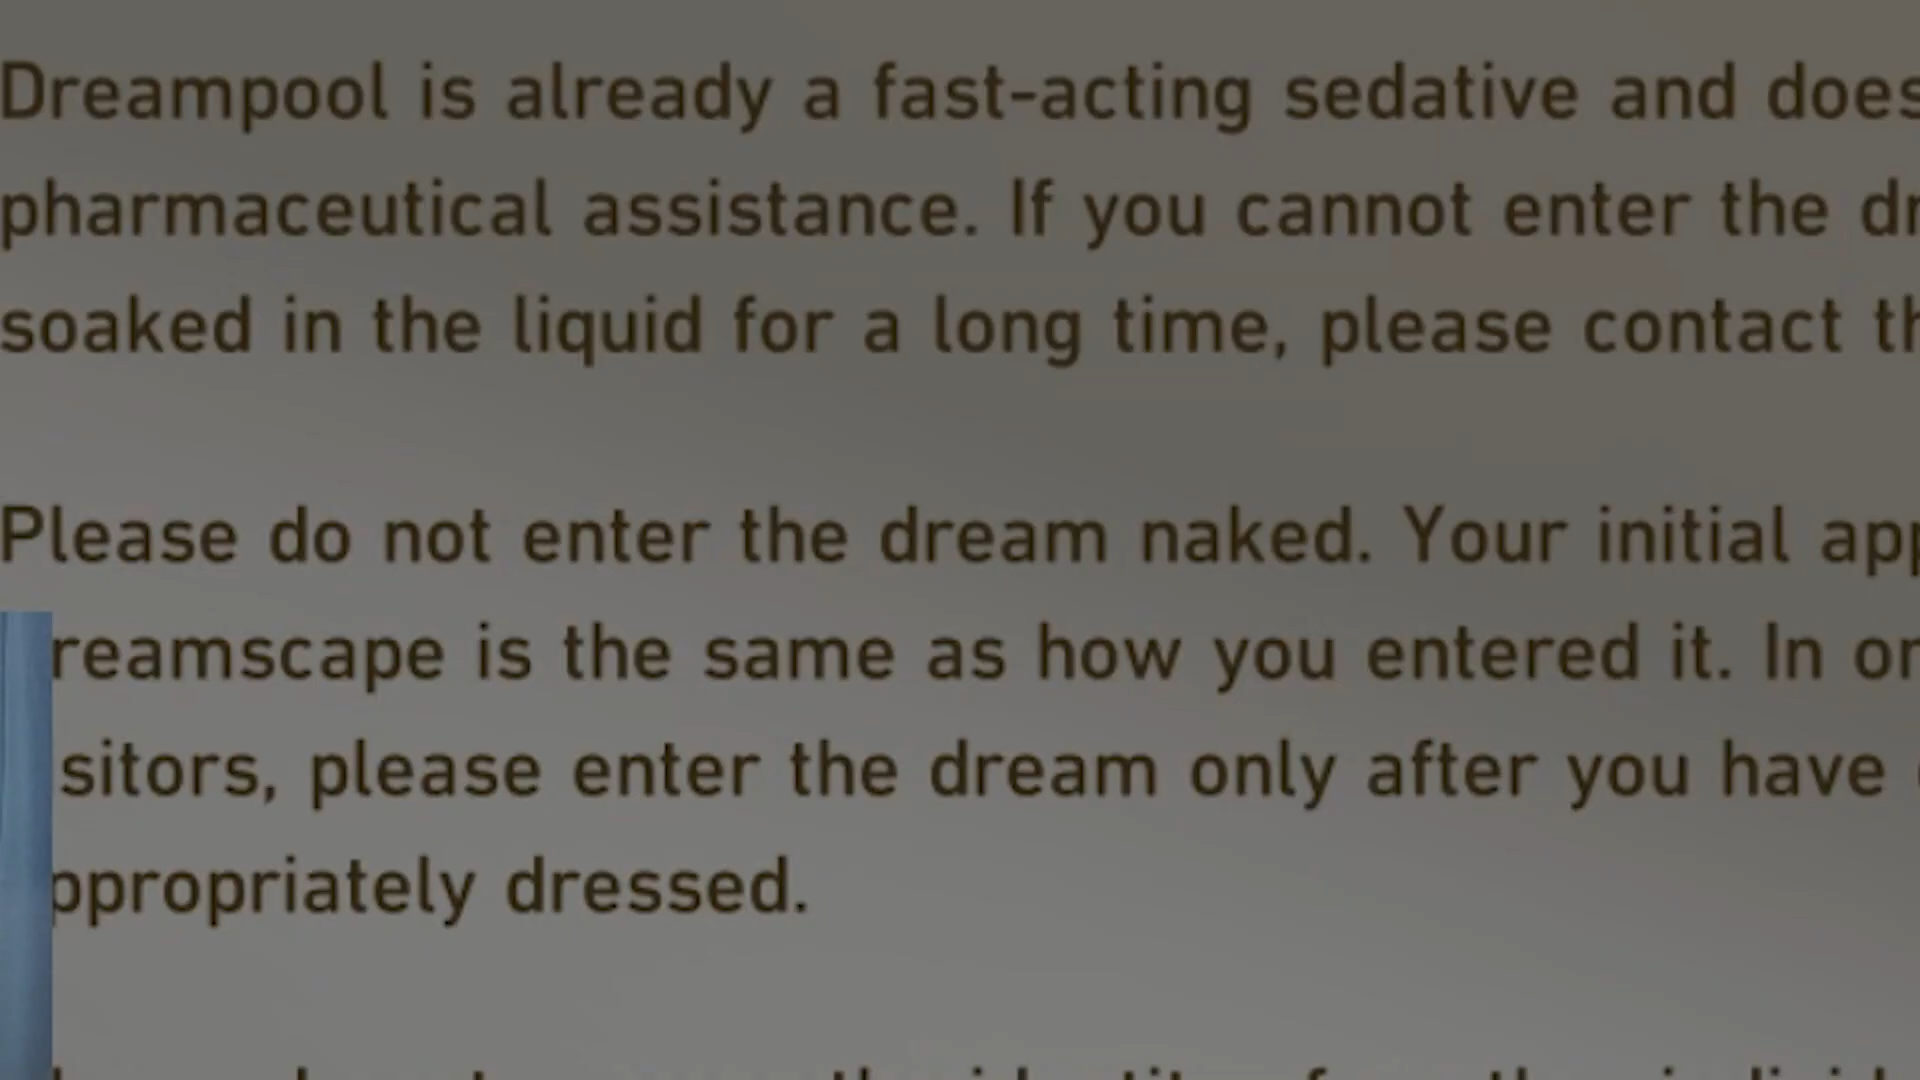 Dreampool is already a fast-acting sedative and does
pharmaceutical assistance. If you cannot enter the
soaked in the liquid for a long time, please contact
Please do not enter the dream naked. Your initial
reamscape is the same as how you entered it. In
sitors, please enter the dream only after you have
ppropriately dressed.